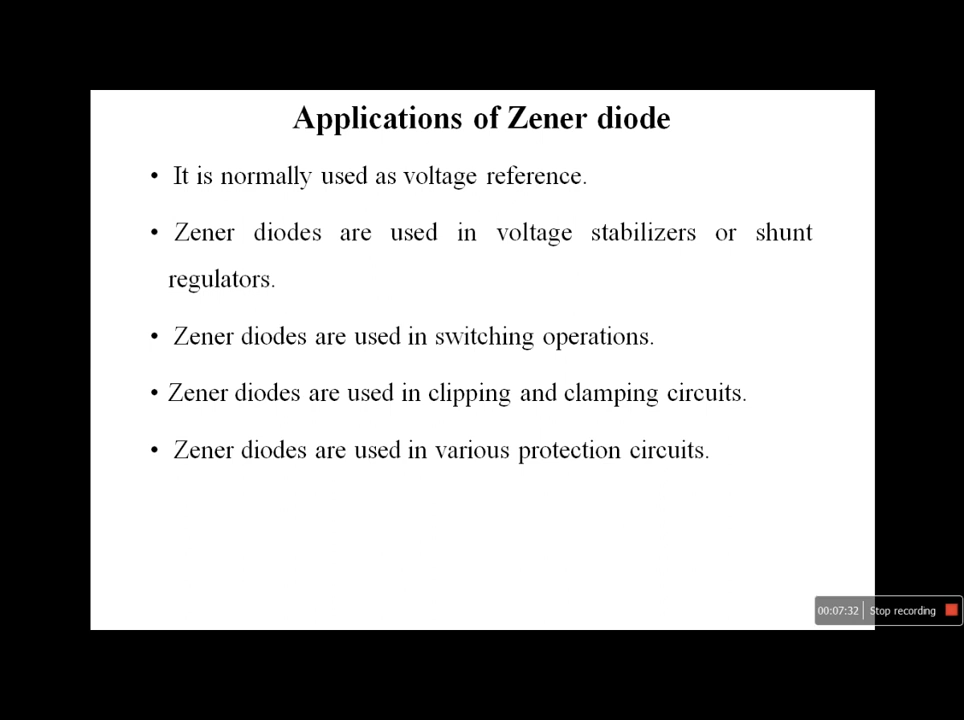 Applications of Zener diode
• It is normally used as voltage reference.
• Zener diodes are used in voltage stabilizers or shunt
regulators.
• Zener diodes are used in switching operations.
• Zener diodes are used in clipping and clamping circuits.
• Zener diodes are used in various protection circuits.
00:07:32 Stop recording